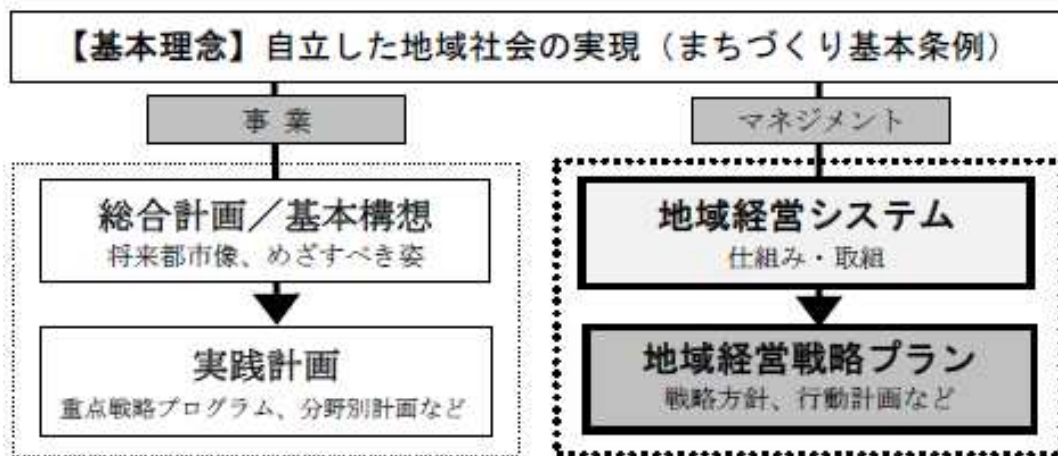 【基本理念】自立した地域社会の実現（まちづくり基本条例）
事 業
総合計画／基本構想
将来都市像、めざすべき姿
実践計画
重点戦略プログラム、分野別計画など
マネジメント
地域経営システム
仕組み・取組
地域経営戦略プラン
戦略方針、行動計画など